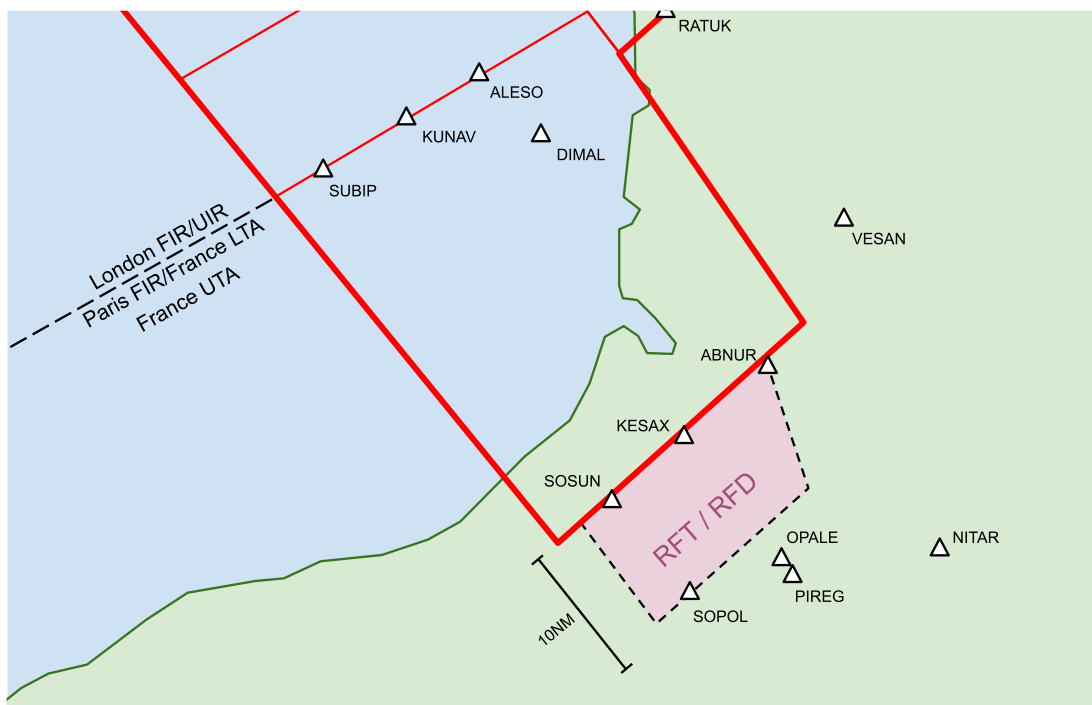 RATUK
ALESO
KUNAV
DIMAL
SUBIP
VESAN
London FIR/UIR
Paris FIR/France LTA
France UTA
ABNUR
KESAX
SOSUN
RFT / RFD
OPALE
NITAR
PIREG
SOPOL
10NM